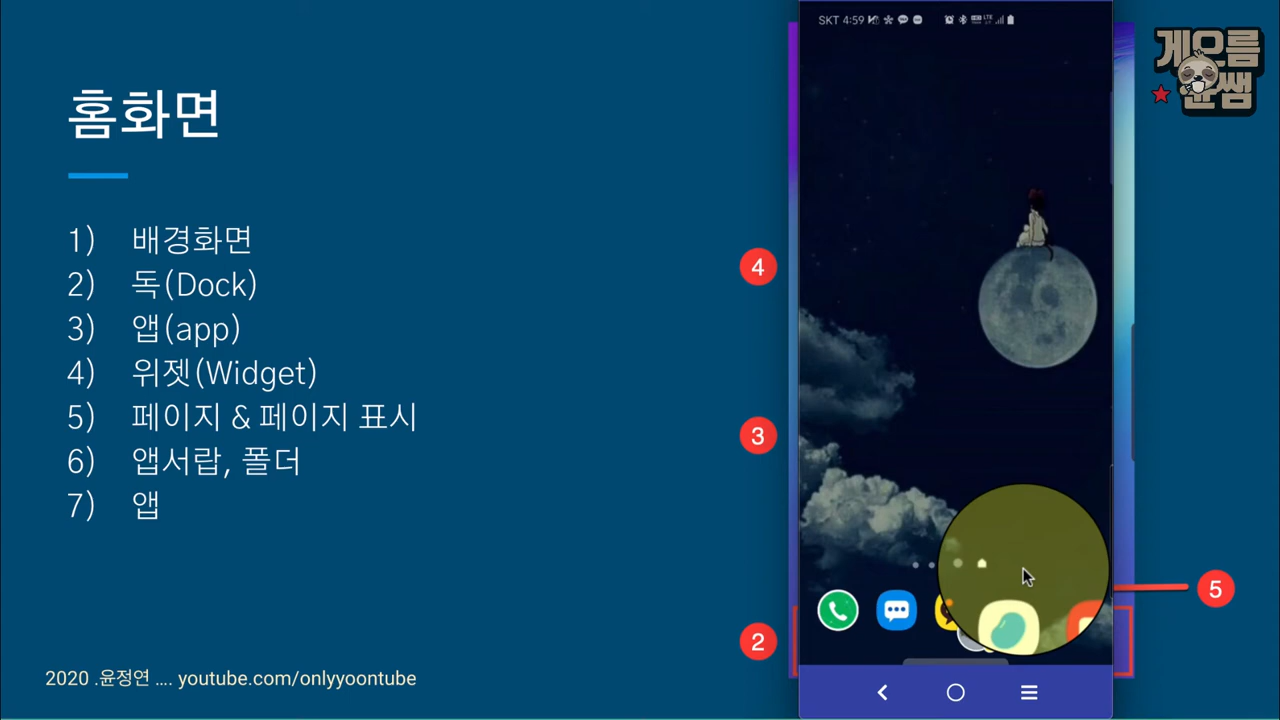 홈화면
1) 배경화면
2) 독(Dock)
3) 앱(app)
4) 위젯(Widget)
5) 페이지 & 페이지 표시
6) 앱서랍, 폴더
7) 앱
2020 .윤정연 .... youtube.com/onlyyoontube
SKT 4:59
4
3
5
2
게으름
윤쌤